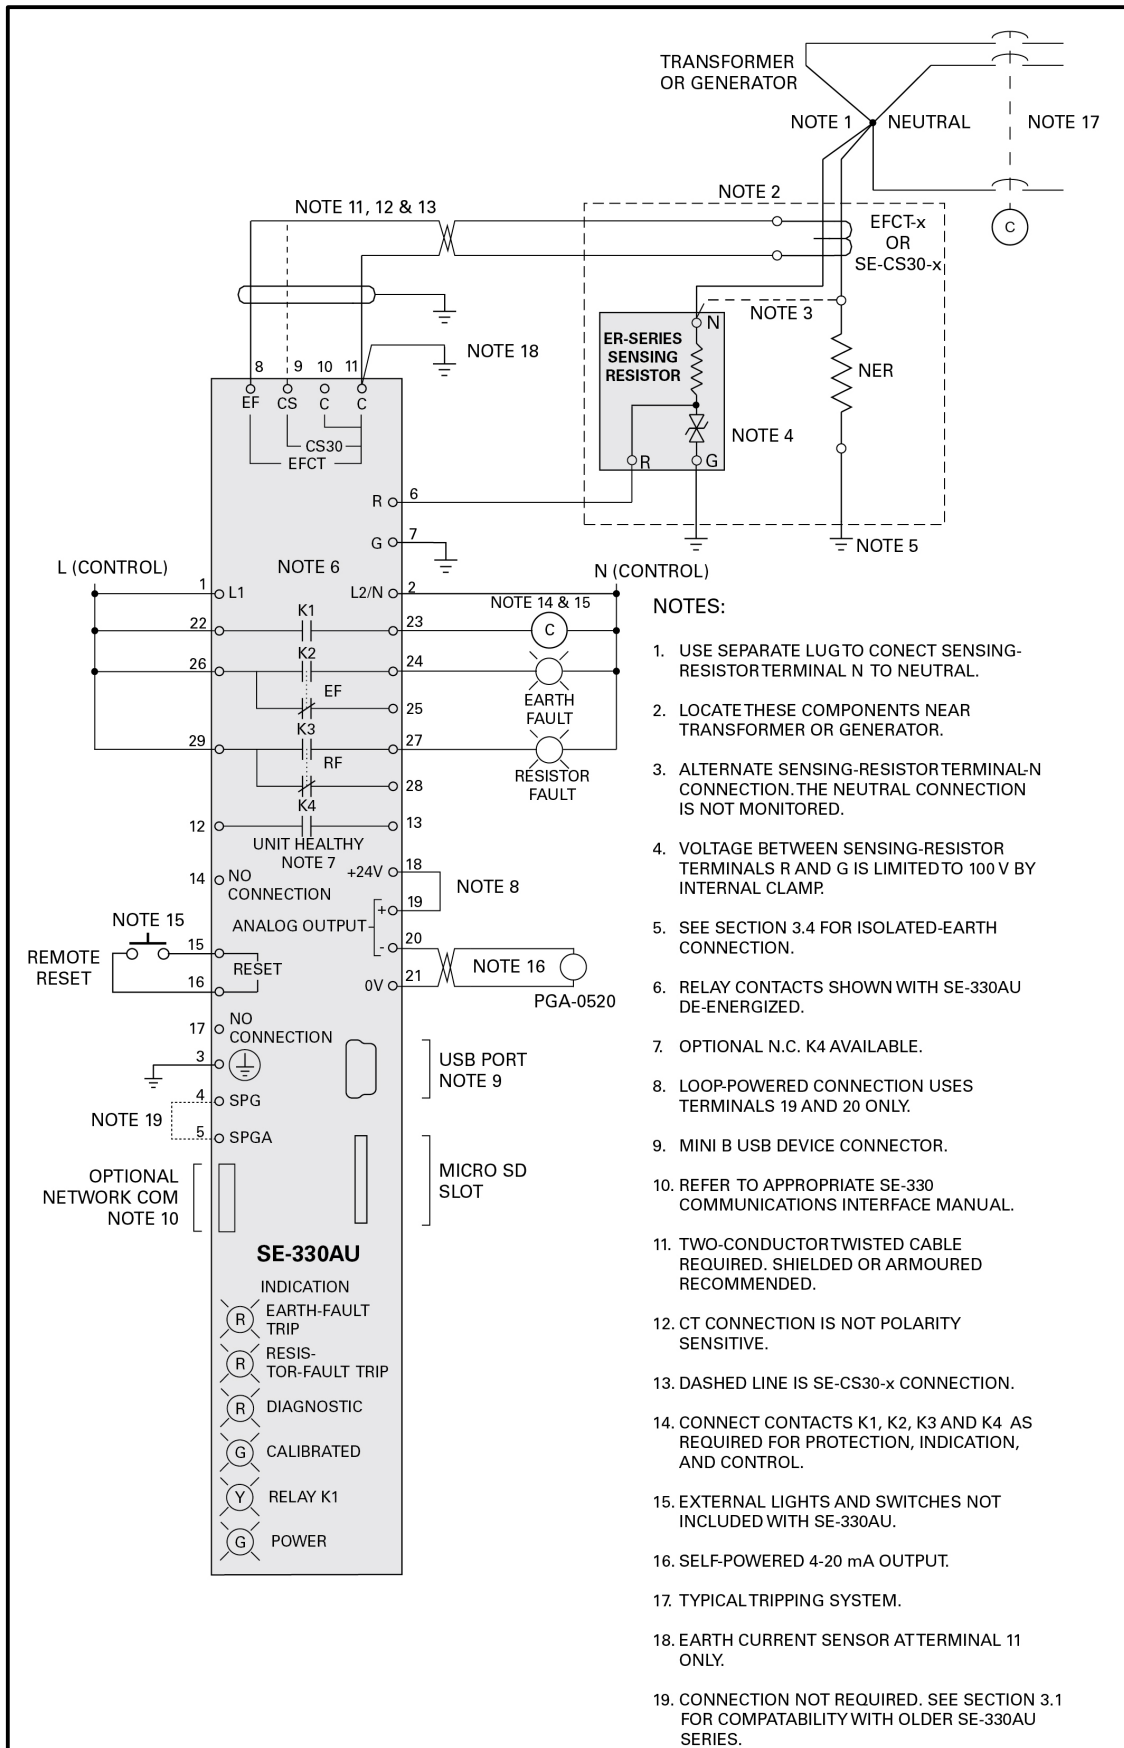 TRANSFORMER
OR GENERATOR
NOTE 1
NEUTRAL
NOTE 17
NOTE 2
NOTE 11, 12 & 13
EFCT-x
OR
SE-CS30-x
C
NOTE 3
N
ER-SERIES
SENSING
RESISTOR
NER
NOTE 18
8
9
10
11
EF
CS
C
C
CS30
EFCT
NOTE 4
R
G
R
6
G
7
NOTE 5
L (CONTROL)
NOTE 6
N (CONTROL)
1
L1
L2/N
2
NOTE 14 & 15
22
K1
23
C
26
K2
24
EF
EARTH
FAULT
25
29
K3
27
RF
RESISTOR
FAULT
28
K4
12
13
UNIT HEALTHY
NOTE 7
+24V
18
14
NO
CONNECTION
NOTE 8
+
19
ANALOG OUTPUT
-
20
NOTE 15
REMOTE
RESET
15
RESET
16
NOTE 16
0V
21
PGA-0520
17
NO
CONNECTION
3
USB PORT
NOTE 9
4
SPG
NOTE 19
5
SPGA
OPTIONAL
NETWORK COM
NOTE 10
MICRO SD
SLOT
SE-330AU
INDICATION
R
EARTH-FAULT
TRIP
R
RESIS-
TOR-FAULT TRIP
R
DIAGNOSTIC
G
CALIBRATED
Y
RELAY K1
G
POWER
NOTES:
1. USE SEPARATE LUG TO CONECT SENSING-
RESISTOR TERMINAL N TO NEUTRAL.
2. LOCATE THESE COMPONENTS NEAR
TRANSFORMER OR GENERATOR.
3. ALTERNATE SENSING-RESISTOR TERMINAL-N
CONNECTION. THE NEUTRAL CONNECTION
IS NOT MONITORED.
4. VOLTAGE BETWEEN SENSING-RESISTOR
TERMINALS R AND G IS LIMITED TO 100 V BY
INTERNAL CLAMP.
5. SEE SECTION 3.4 FOR ISOLATED-EARTH
CONNECTION.
6. RELAY CONTACTS SHOWN WITH SE-330AU
DE-ENERGIZED.
7. OPTIONAL N.C. K4 AVAILABLE.
8. LOOP-POWERED CONNECTION USES
TERMINALS 19 AND 20 ONLY.
9. MINI B USB DEVICE CONNECTOR.
10. REFER TO APPROPRIATE SE-330
COMMUNICATIONS INTERFACE MANUAL.
11. TWO-CONDUCTOR TWISTED CABLE
REQUIRED. SHIELDED OR ARMOURED
RECOMMENDED.
12. CT CONNECTION IS NOT POLARITY
SENSITIVE.
13. DASHED LINE IS SE-CS30-x CONNECTION.
14. CONNECT CONTACTS K1, K2, K3 AND K4 AS
REQUIRED FOR PROTECTION, INDICATION,
AND CONTROL.
15. EXTERNAL LIGHTS AND SWITCHES NOT
INCLUDED WITH SE-330AU.
16. SELF-POWERED 4-20 mA OUTPUT.
17. TYPICAL TRIPPING SYSTEM.
18. EARTH CURRENT SENSOR AT TERMINAL 11
ONLY.
19. CONNECTION NOT REQUIRED. SEE SECTION 3.1
FOR COMPATABILITY WITH OLDER SE-330AU
SERIES.